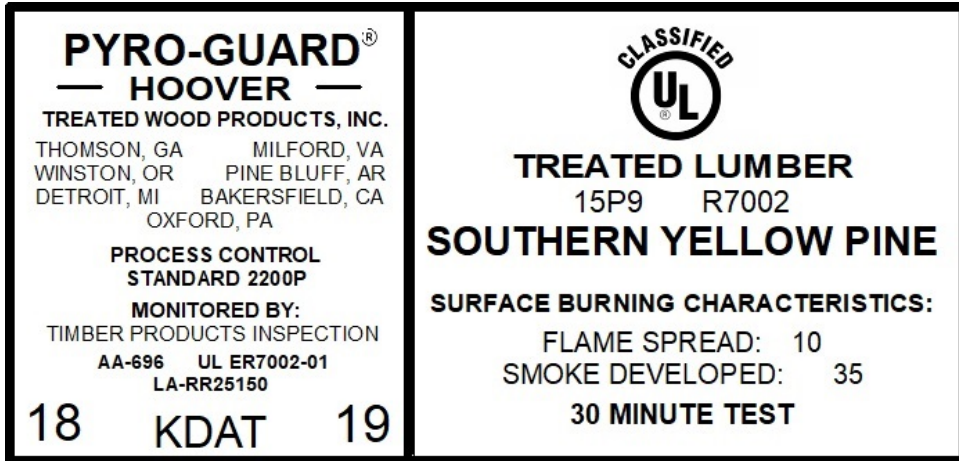 PYRO-GUARD®
HOOVER
TREATED WOOD PRODUCTS, INC.
THOMSON, GA MILFORD, VA
WINSTON, OR PINE BLUFF, AR
DETROIT, MI BAKERSFIELD, CA
OXFORD, PA
PROCESS CONTROL
STANDARD 2200P
MONITORED BY:
TIMBER PRODUCTS INSPECTION
AA-696 UL ER7002-01
LA-RR25150
18 KDAT 19
CLASSIFIED
UL®
TREATED LUMBER
15P9 R7002
SOUTHERN YELLOW PINE
SURFACE BURNING CHARACTERISTICS:
FLAME SPREAD: 10
SMOKE DEVELOPED: 35
30 MINUTE TEST